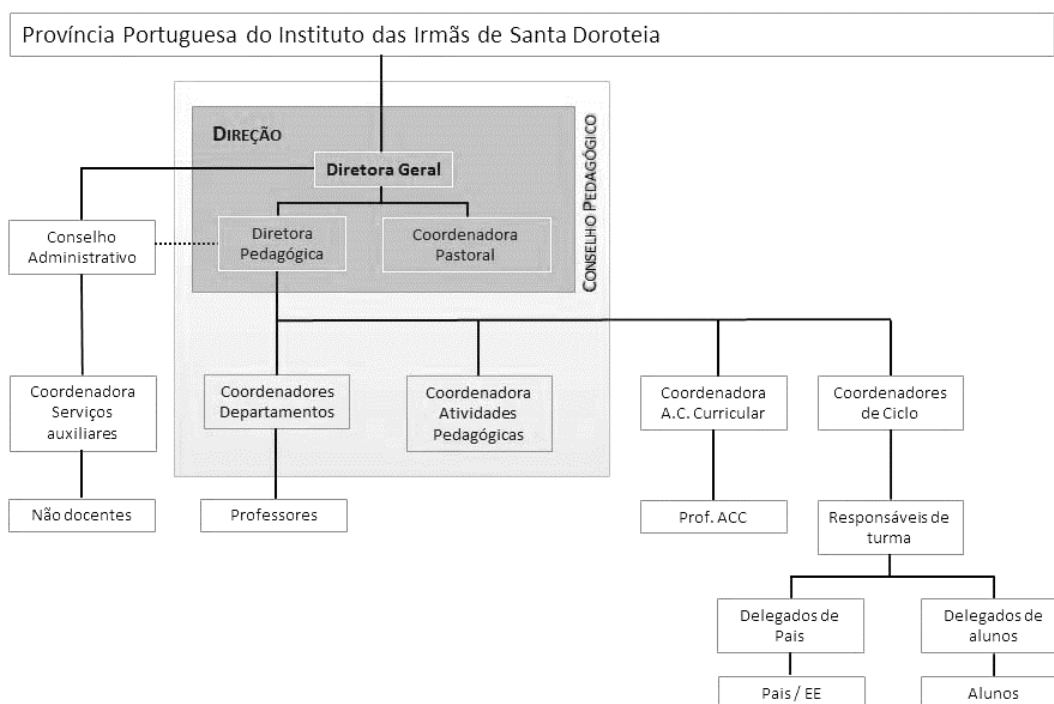 Província Portuguesa do Instituto das Irmãs de Santa Doroteia
DIREÇÃO
CONSELHO PEDAGÓGICO
Diretora Geral
Conselho
Administrativo
Diretora
Pedagógica
Coordenadora
Pastoral
Coordenadora
Serviços
auxiliares
Coordenadores
Departamentos
Coordenadora
Atividades
Pedagógicas
Coordenadora
A.C. Curricular
Coordenadores
de Ciclo
Não docentes
Professores
Prof. ACC
Responsáveis de
turma
Delegados de
Pais
Delegados de
alunos
Pais / EE
Alunos